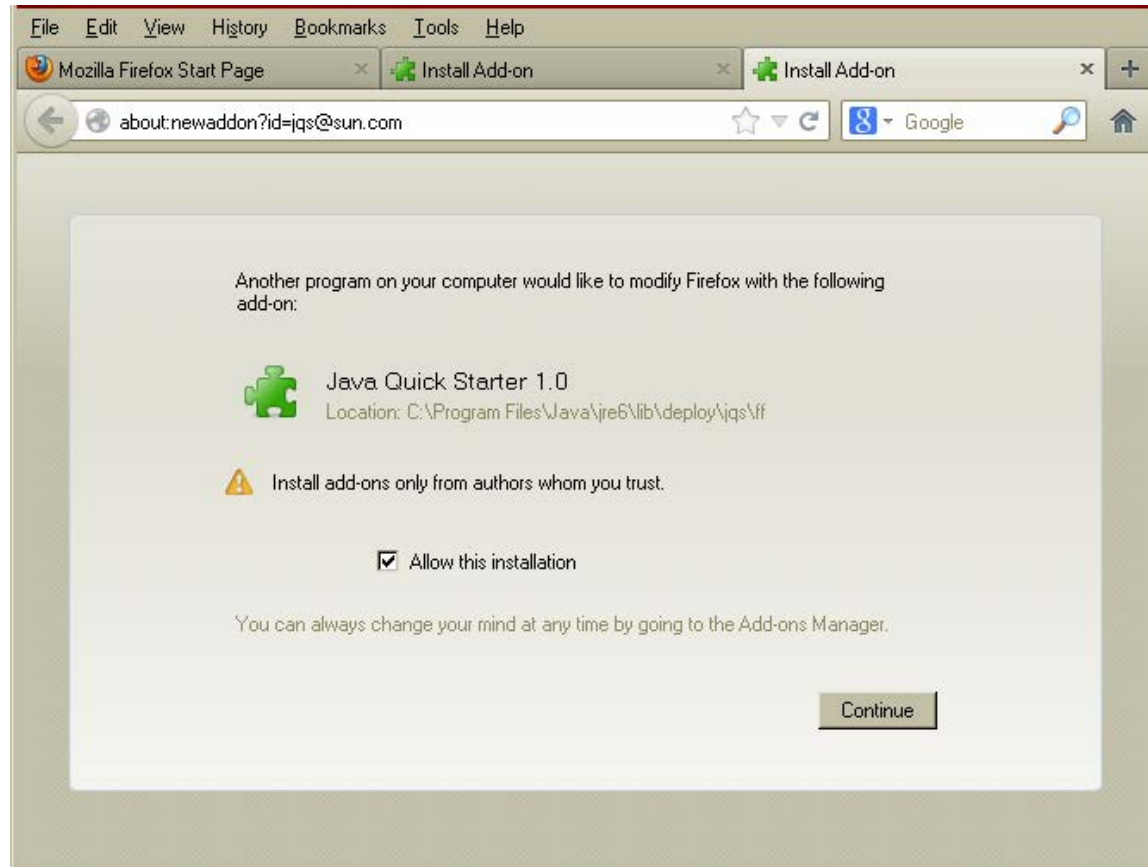 File Edit View History Bookmarks Tools Help
Mozilla Firefox Start Page Install Add-on Install Add-on
about:newaddon?id=jqs@sun.com Google
Another program on your computer would like to modify Firefox with the following
add-on:
Java Quick Starter 1.0
Location: C:\Program Files\Java\jre6\lib\deploy\jqs\ff
Install add-ons only from authors whom you trust.
Allow this installation
You can always change your mind at any time by going to the Add-ons Manager.
Continue